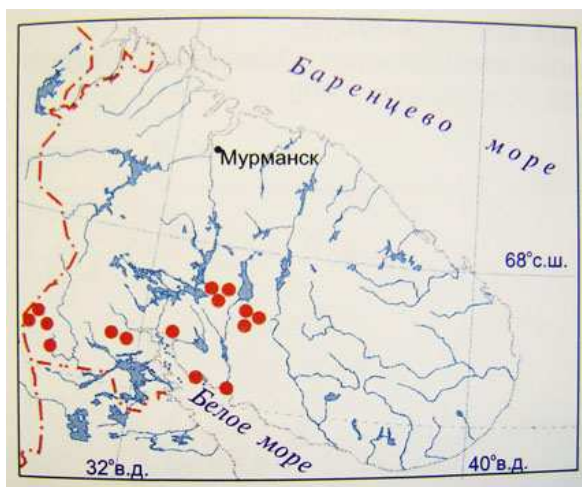 Баренцево море
Мурманск
68°с.ш.
Белое море
32°в.д.
40°в.д.